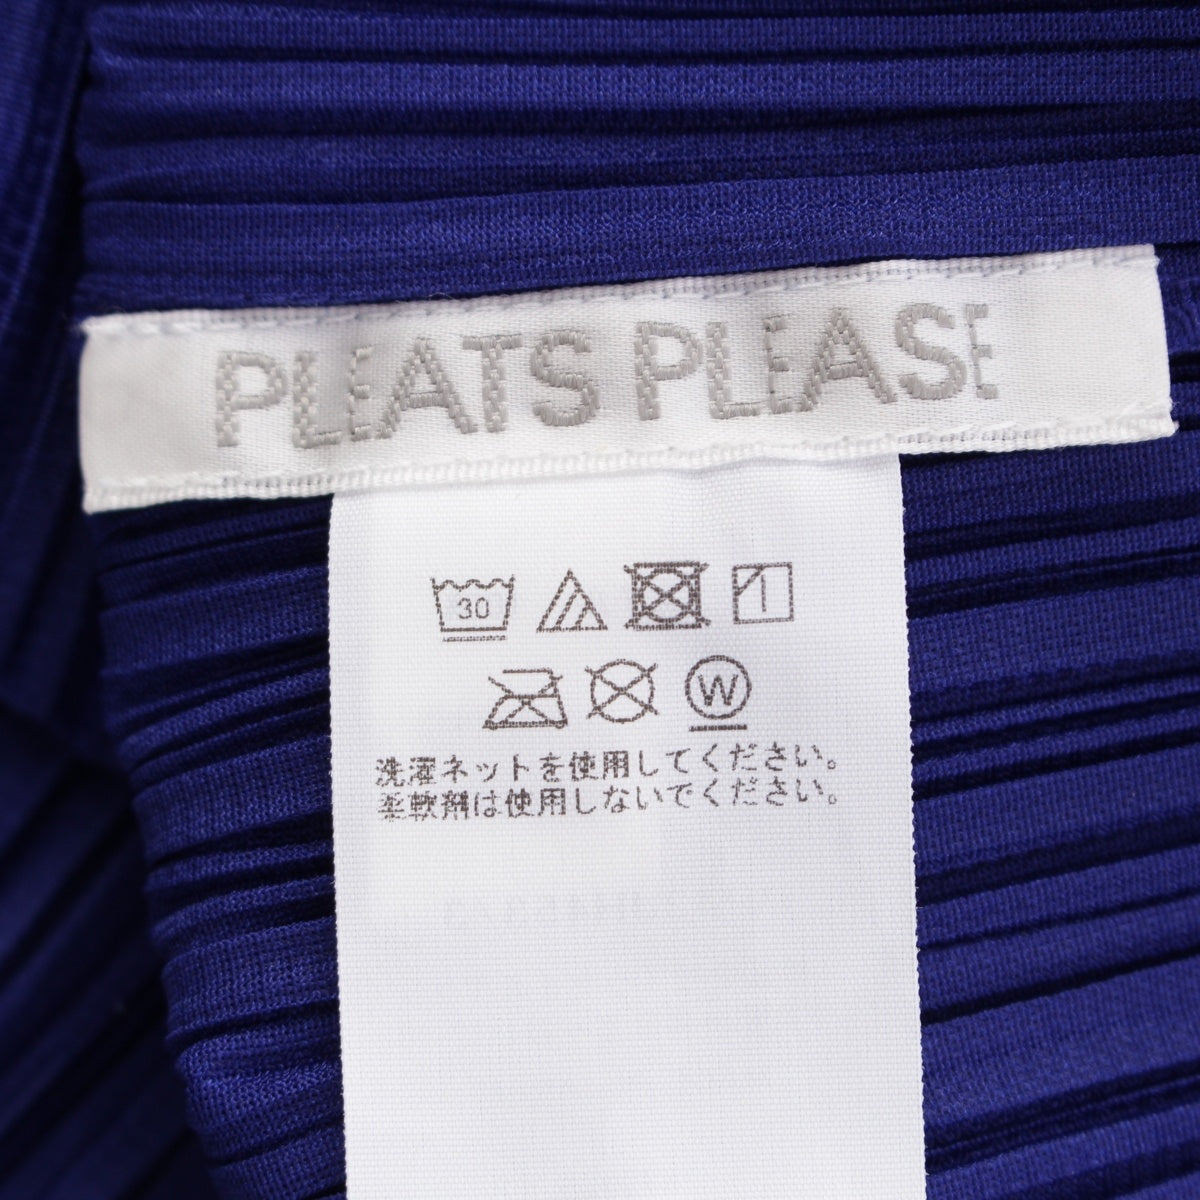 PLEATS PLEASE
30
W
洗濯ネットを使用してください。
柔軟剤は使用しないでください。